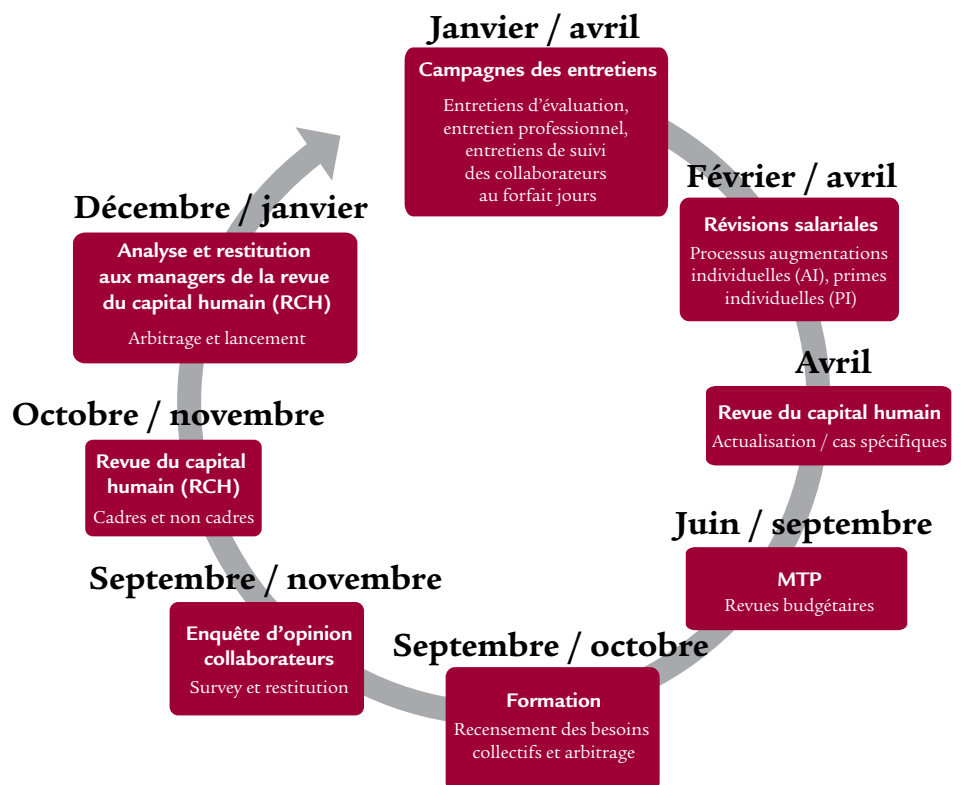 Janvier / avril
Campagnes des entretiens
Entretiens d’évaluation,
entretien professionnel,
entretiens de suivi
des collaborateurs
au forfait jours
Février / avril
Révisions salariales
Processus augmentations
individuelles (AI), primes
individuelles (PI)
Avril
Revue du capital humain
Actualisation / cas spécifiques
Juin / septembre
MTP
Revues budgétaires
Septembre / octobre
Formation
Recensement des besoins
collectifs et arbitrage
Septembre / novembre
Enquête d’opinion
collaborateurs
Survey et restitution
Octobre / novembre
Revue du capital
humain (RCH)
Cadres et non cadres
Décembre / janvier
Analyse et restitution
aux managers de la revue
du capital humain (RCH)
Arbitrage et lancement